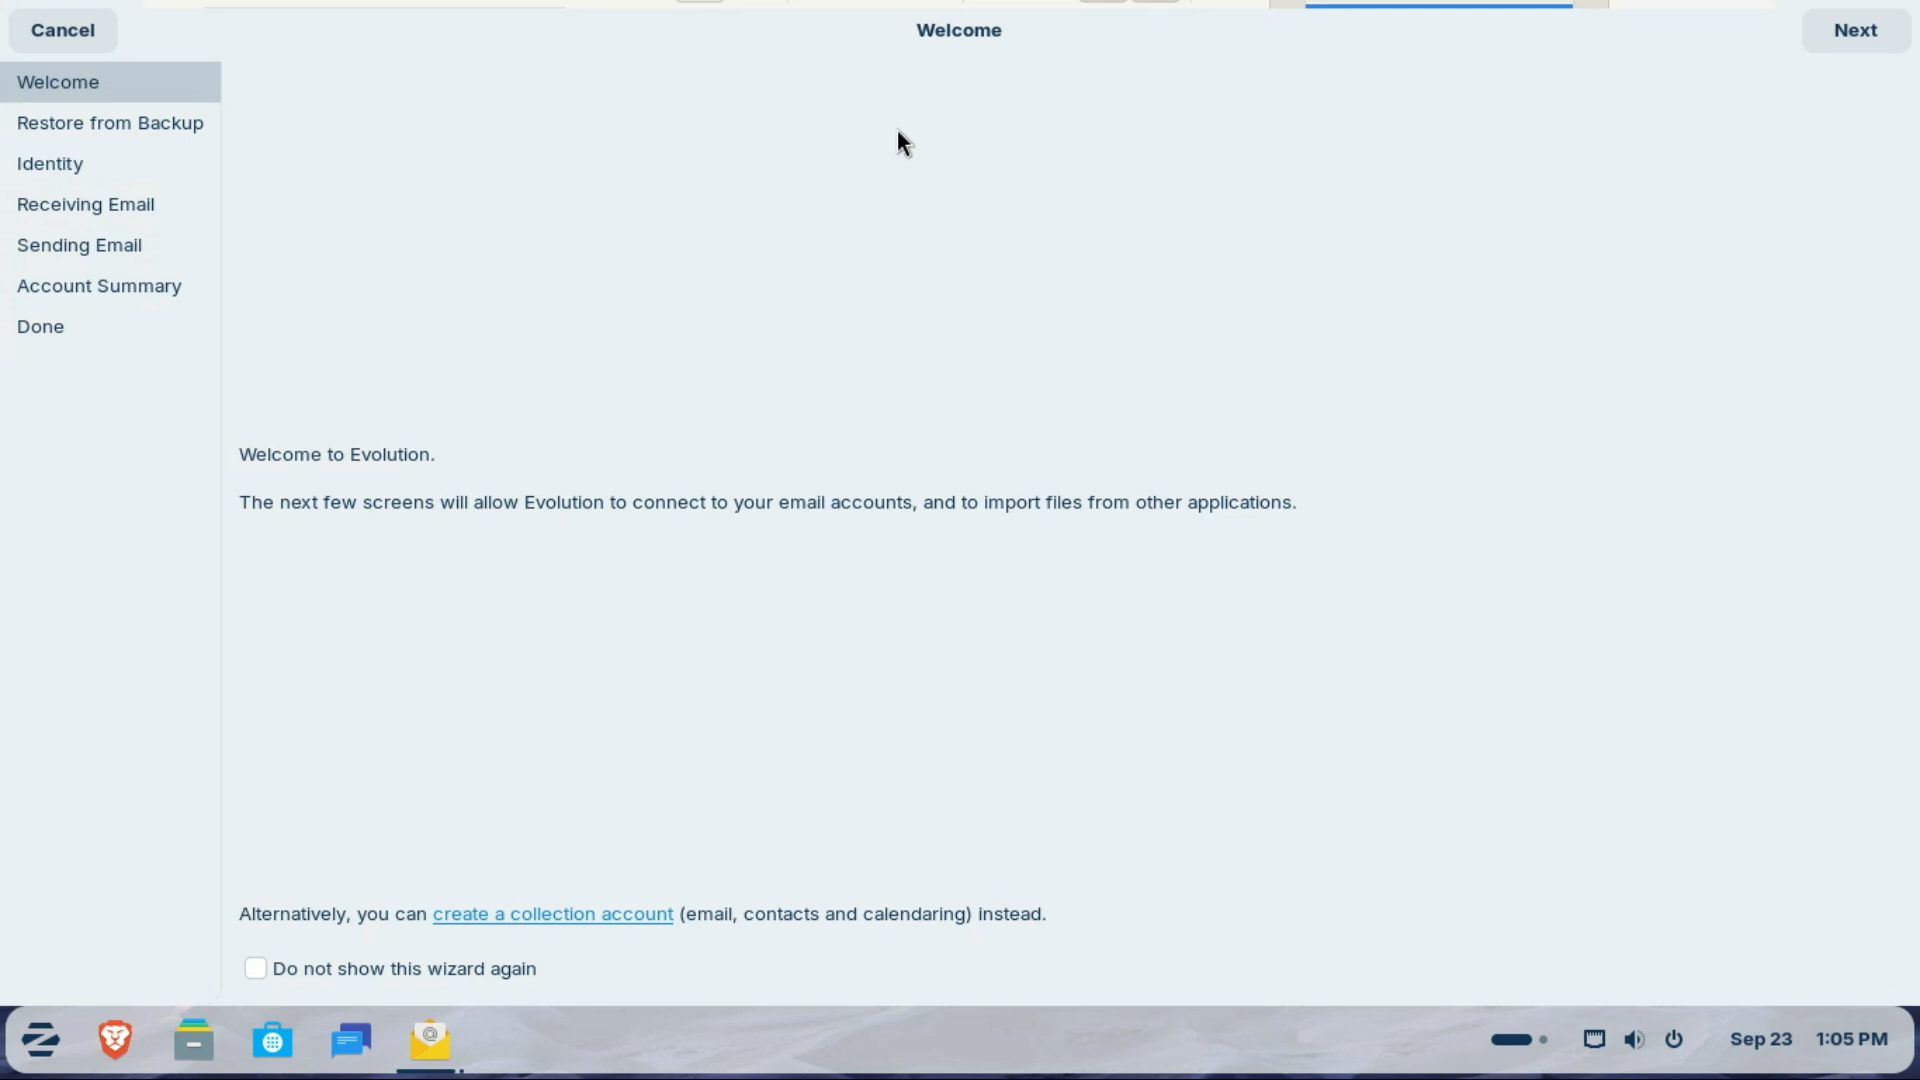 Cancel
Welcome
Next
Welcome
Restore from Backup
Identity
Receiving Email
Sending Email
Account Summary
Done
Welcome to Evolution.
The next few screens will allow Evolution to connect to your email accounts, and to import files from other applications.
Alternatively, you can create a collection account (email, contacts and calendaring) instead.
Do not show this wizard again
Sep 23 1:05 PM